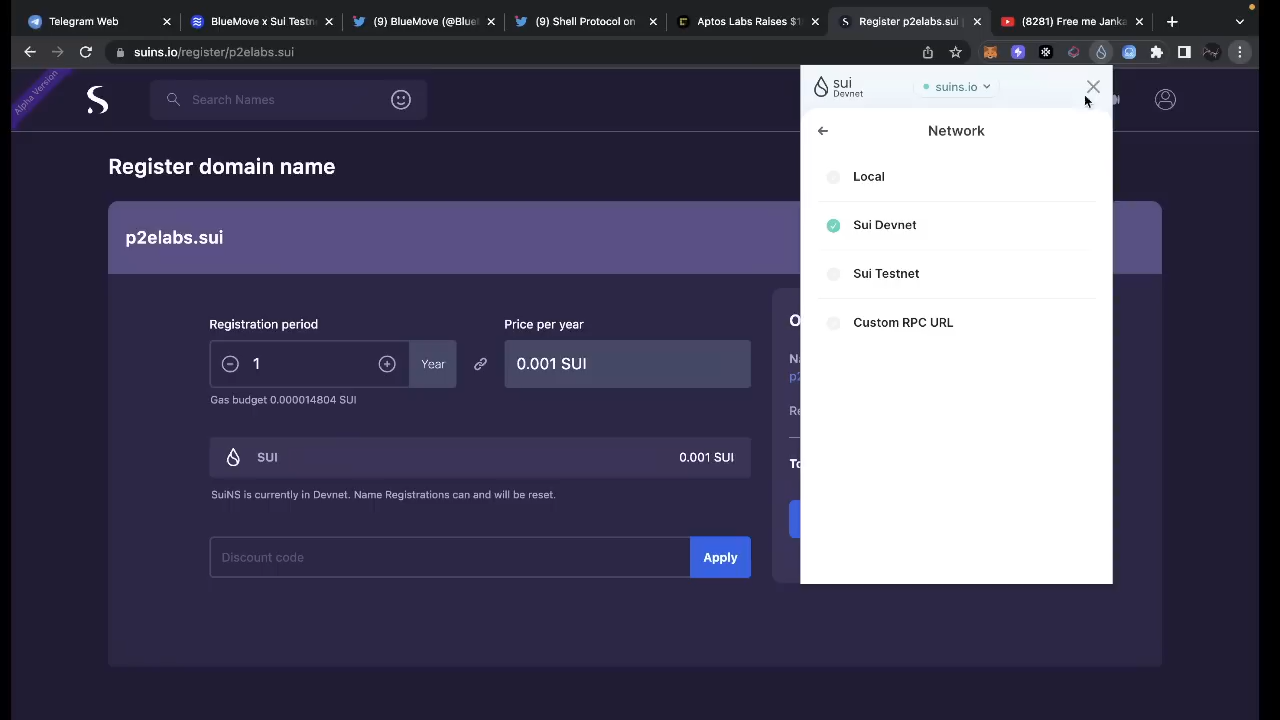 Telegram Web
BlueMove x Sui Testn
(9) BlueMove (@Blue
(9) Shell Protocol on
Aptos Labs Raises $1
Register p2elabs.sui
(8281) Free me Janka
suins.io/register/p2elabs.sui
Alpha Version
Search Names
sui
Devnet
suins.io
Network
Local
Sui Devnet
Sui Testnet
Custom RPC URL
Register domain name
p2elabs.sui
Registration period
Price per year
1
Year
0.001 SUI
Gas budget 0.000014804 SUI
SUI
0.001 SUI
SuiNS is currently in Devnet. Name Registrations can and will be reset.
Discount code
Apply
O
Na
p2
Re
To